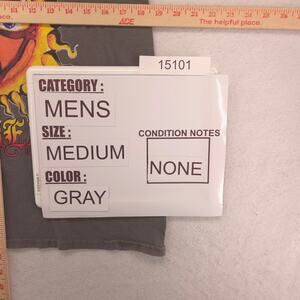 ACE
The helpful place.
15101
CATEGORY :
MENS
SIZE :
MEDIUM
COLOR :
GRAY
CONDITION NOTES
NONE